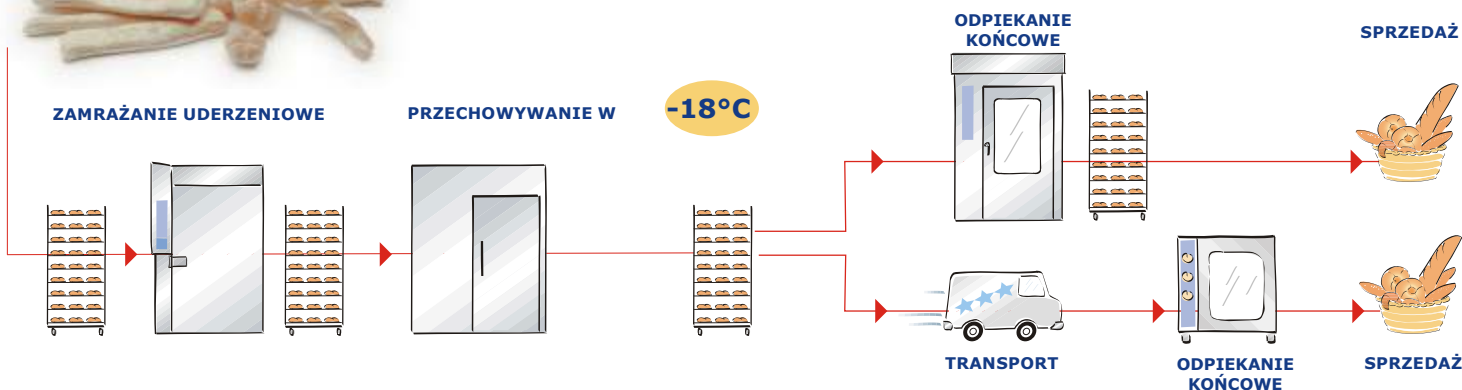 ODPIEKANIE
KOŃCOWE
SPRZEDAŻ
ZAMRAŻANIE UDERZENIOWE
PRZECHOWYWANIE W
-18°C
TRANSPORT
ODPIEKANIE
KOŃCOWE
SPRZEDAŻ